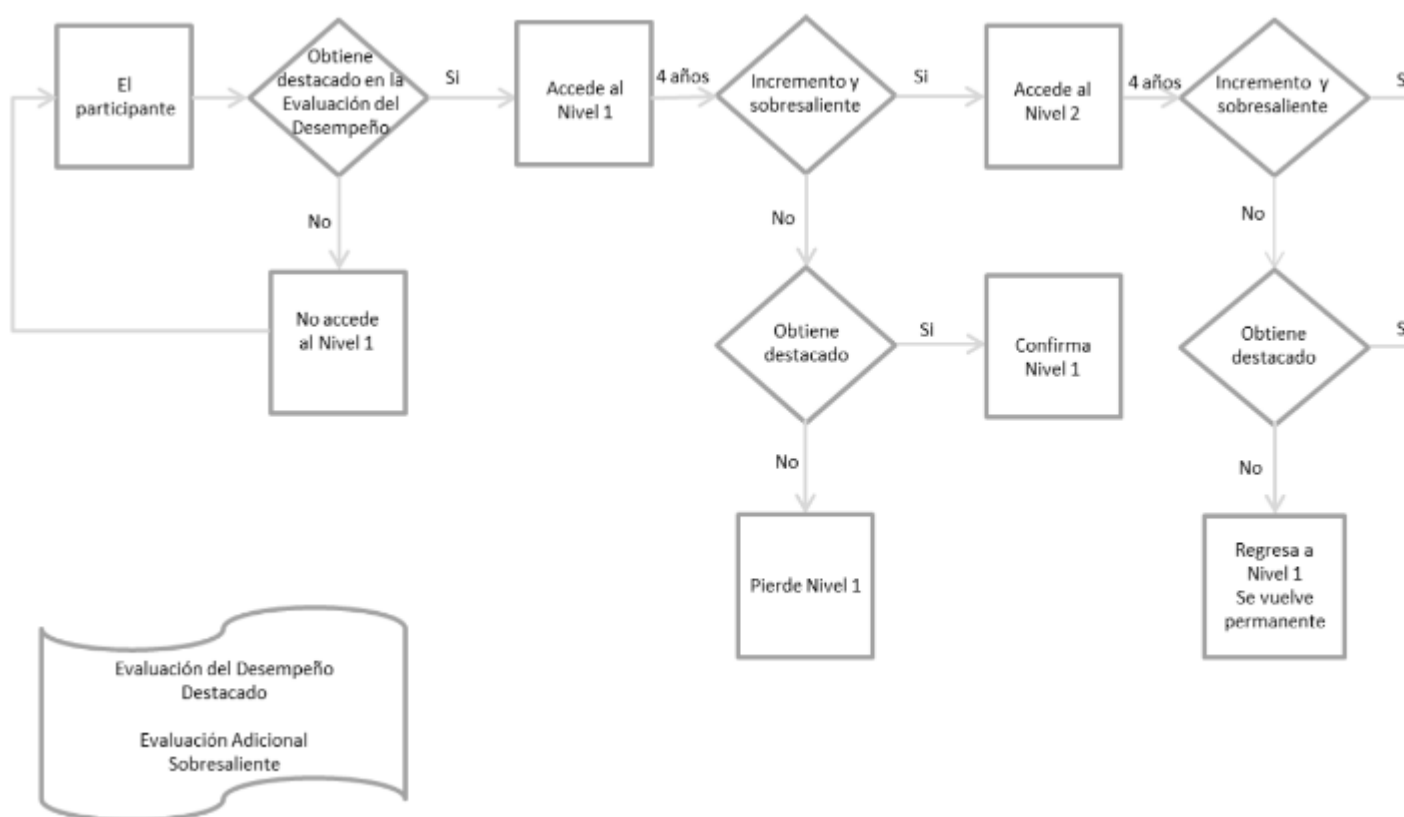 El
participante
Obtiene
destacado en la
Evaluación del
Desempeño
Si
Accede al
Nivel 1
4 años
Incremento y
sobresaliente
Si
Accede al
Nivel 2
4 años
Incremento y
sobresaliente
S
No
No accede
al Nivel 1
No
Obtiene
destacado
Si
Confirma
Nivel 1
No
Obtiene
destacado
S
No
Pierde Nivel 1
No
Regresa a
Nivel 1
Se vuelve
permanente
Evaluación del Desempeño
Destacado
Evaluación Adicional
Sobresaliente